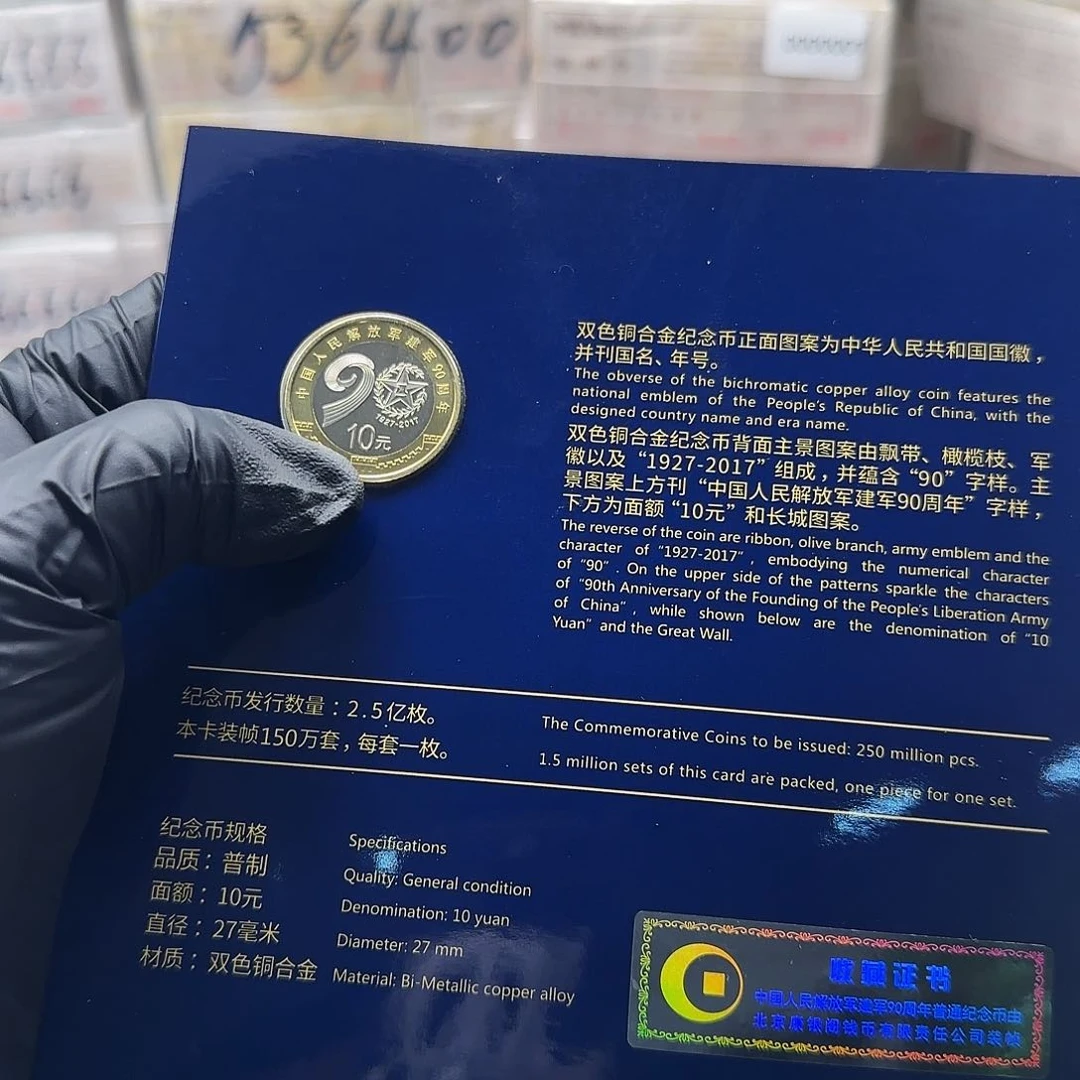 536400
中国人民解放军建军90周年
1927-2017
10元
双色铜合金纪念币正面图案为中华人民共和国国徽，
并刊国名、年号。
The obverse of the bichromatic copper alloy coin features the
national emblem of the People's Republic of China, with the
designed country name and era name.
双色铜合金纪念币背面主景图案由飘带、橄榄枝、军
徽以及“1927-2017”组成，并蕴含“90”字样。主
景图案上方刊“中国人民解放军建军90周年”字样，
下方为面额“10元”和长城图案。
The reverse of the coin are ribbon, olive branch, army emblem and the
character of "1927-2017", embodying the numerical character
of "90". On the upper side of the patterns sparkle the characters
of "90th Anniversary of the Founding of the People's Liberation Army
of China", while shown below are the denomination of "10
Yuan" and the Great Wall.
纪念币发行数量：2.5亿枚。
本卡装帧150万套，每套一枚。
The Commemorative Coins to be issued: 250 million pcs.
1.5 million sets of this card are packed, one piece for one set.
纪念币规格
品质：普制
面额：10元
直径：27毫米
材质：双色铜合金
Specifications
Quality: General condition
Denomination: 10 yuan
Diameter: 27 mm
Material: Bi-Metallic copper alloy
收藏证书
中国人民解放军建军90周年普通纪念币由
北京康银阁钱币有限责任公司装帧